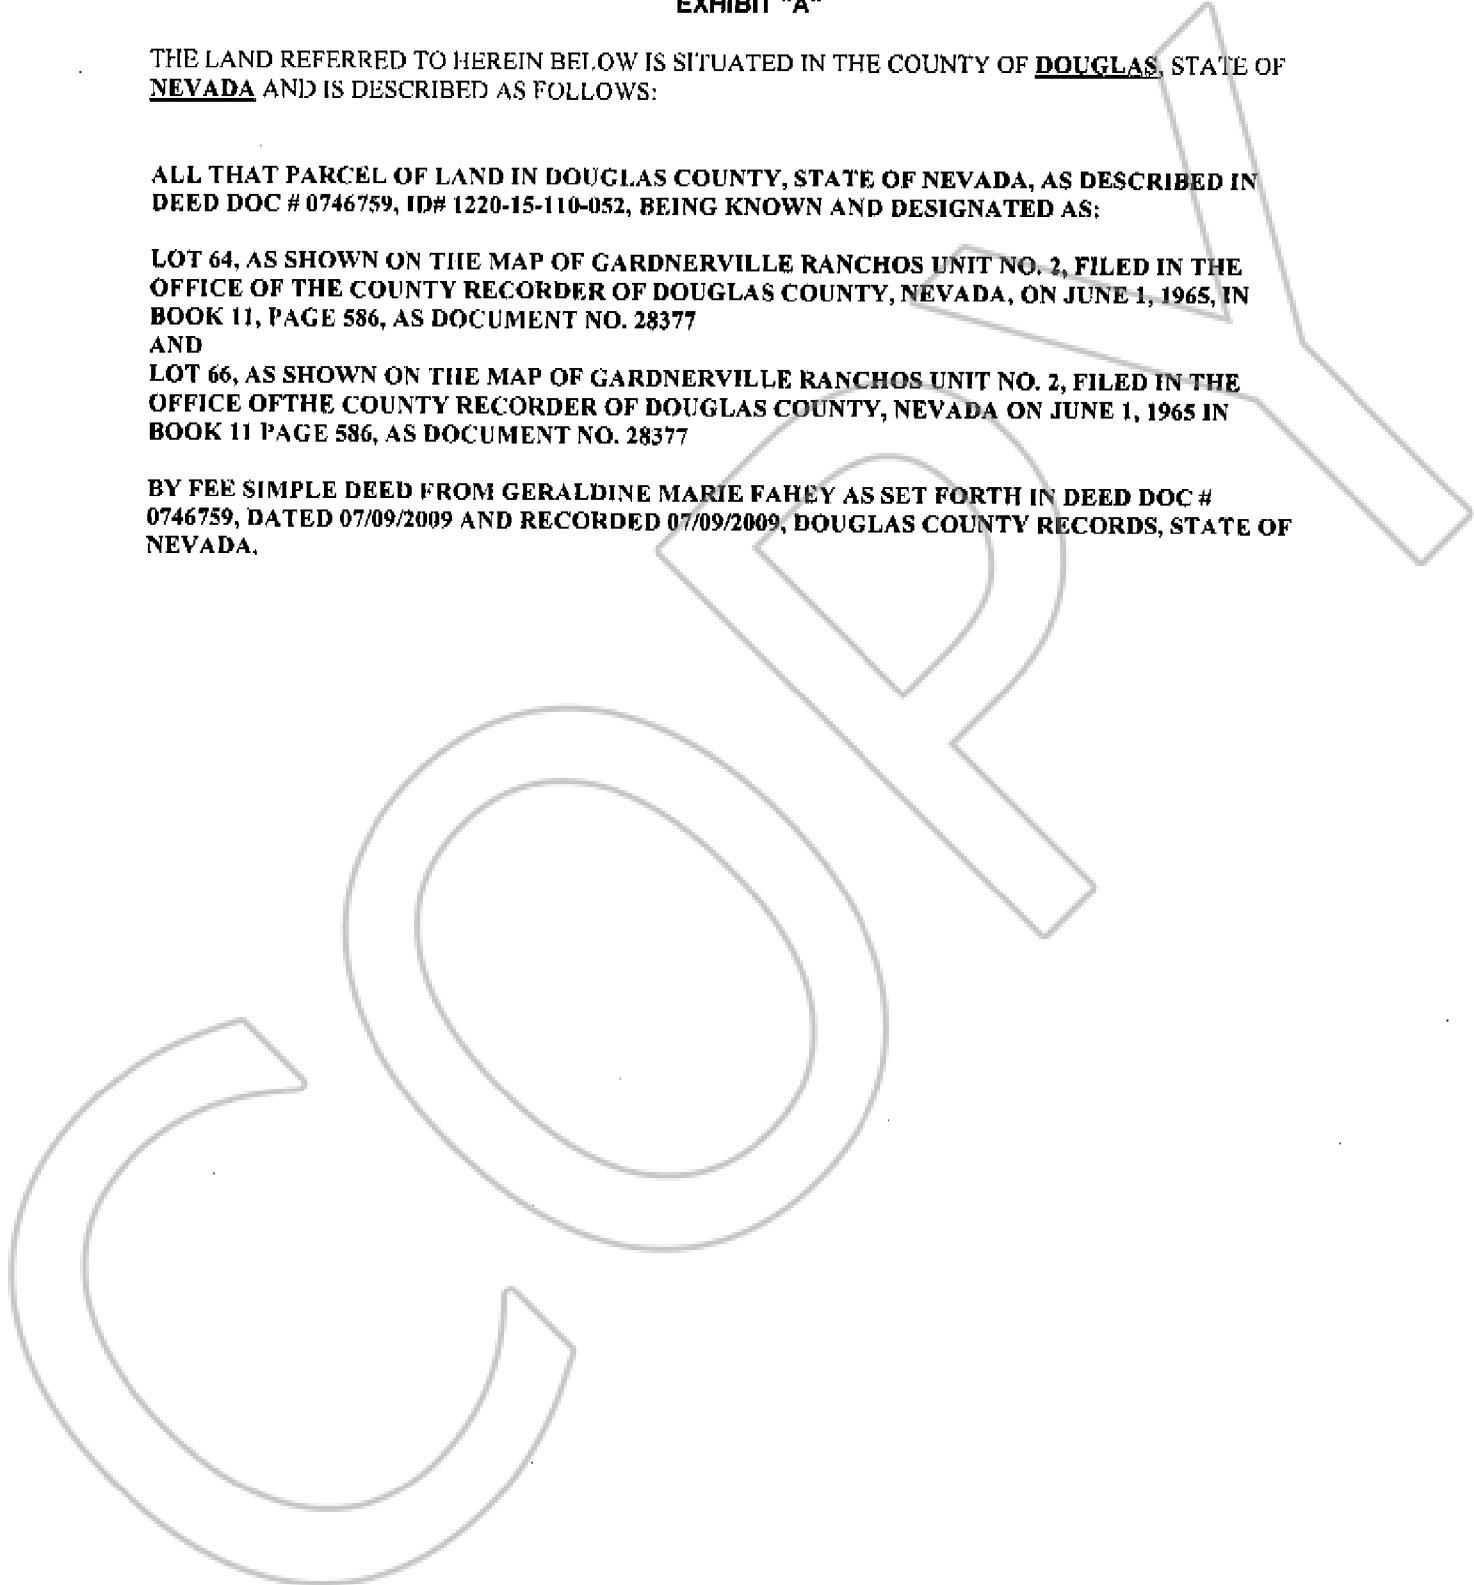 EXHIBIT "A"
THE LAND REFERRED TO HEREIN BELOW IS SITUATED IN THE COUNTY OF DOUGLAS, STATE OF
NEVADA AND IS DESCRIBED AS FOLLOWS:
ALL THAT PARCEL OF LAND IN DOUGLAS COUNTY, STATE OF NEVADA, AS DESCRIBED IN
DEED DOC # 0746759, ID# 1220-15-110-052, BEING KNOWN AND DESIGNATED AS:
LOT 64, AS SHOWN ON THE MAP OF GARDNERVILLE RANCHOS UNIT NO. 2, FILED IN THE
OFFICE OF THE COUNTY RECORDER OF DOUGLAS COUNTY, NEVADA, ON JUNE 1, 1965, IN
BOOK 11, PAGE 586, AS DOCUMENT NO. 28377
AND
LOT 66, AS SHOWN ON THE MAP OF GARDNERVILLE RANCHOS UNIT NO. 2, FILED IN THE
OFFICE OFTHE COUNTY RECORDER OF DOUGLAS COUNTY, NEVADA ON JUNE 1, 1965 IN
BOOK 11 PAGE 586, AS DOCUMENT NO. 28377
BY FEE SIMPLE DEED FROM GERALDINE MARIE FAHEY AS SET FORTH IN DEED DOC #
0746759, DATED 07/09/2009 AND RECORDED 07/09/2009, DOUGLAS COUNTY RECORDS, STATE OF
NEVADA.
COPY